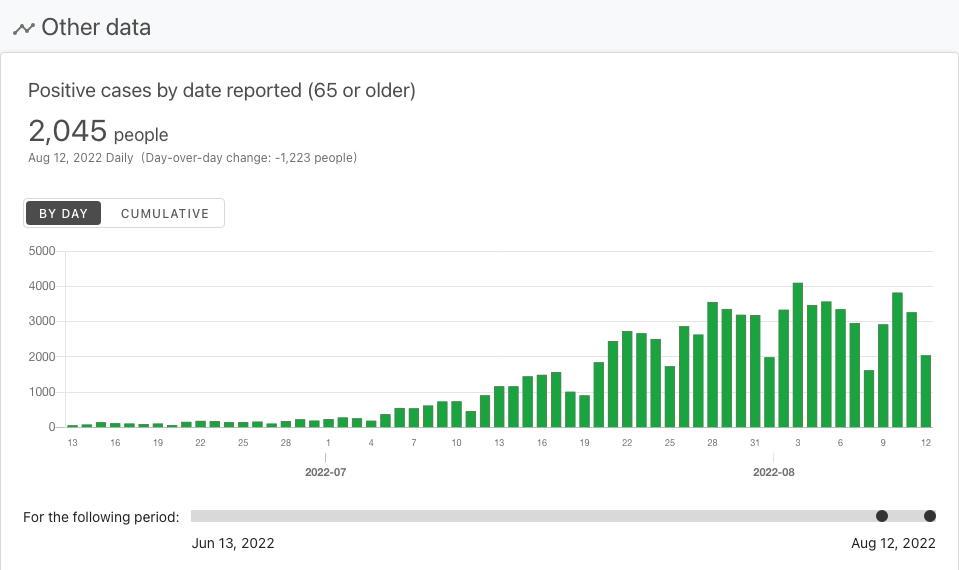 Other data
Positive cases by date reported (65 or older)
2,045 people
Aug 12, 2022 Daily (Day-over-day change: -1,223 people)
BY DAY CUMULATIVE
5000
4000
3000
2000
1000
0
13 16 19 22 25 28 1 4 7 10 13 16 19 22 25 28 31 3 6 9 12
2022-07 2022-08
For the following period:
Jun 13, 2022 Aug 12, 2022